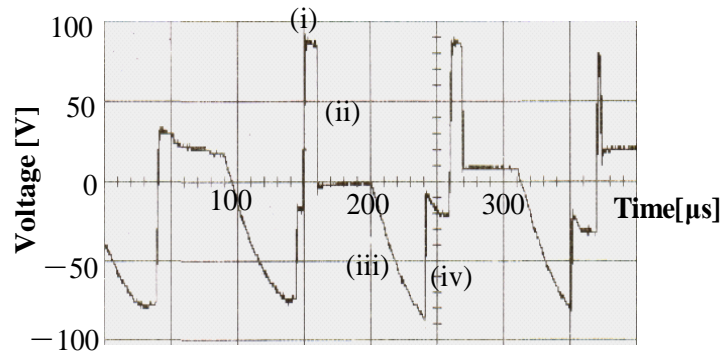 100
(i)
50
(ii)
Voltage [V]
0
100
200
300
Time[μs]
(iii)
(iv)
−50
−100